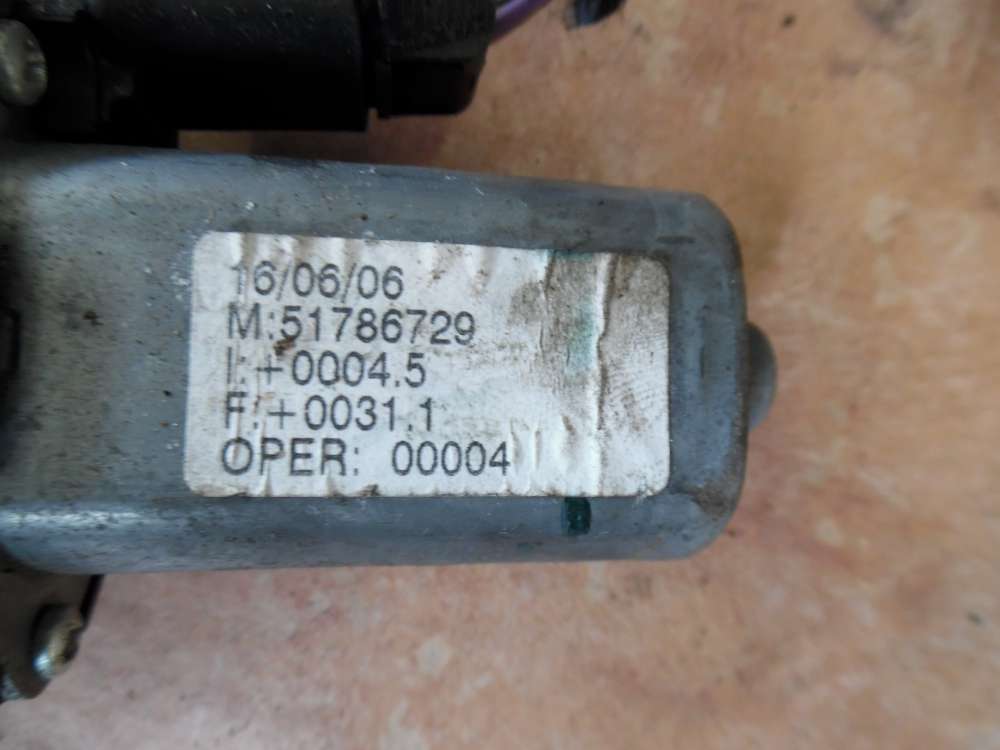 16/06/06
M:51786729
I:+0004.5
F:+0031.1
OPER: 00004